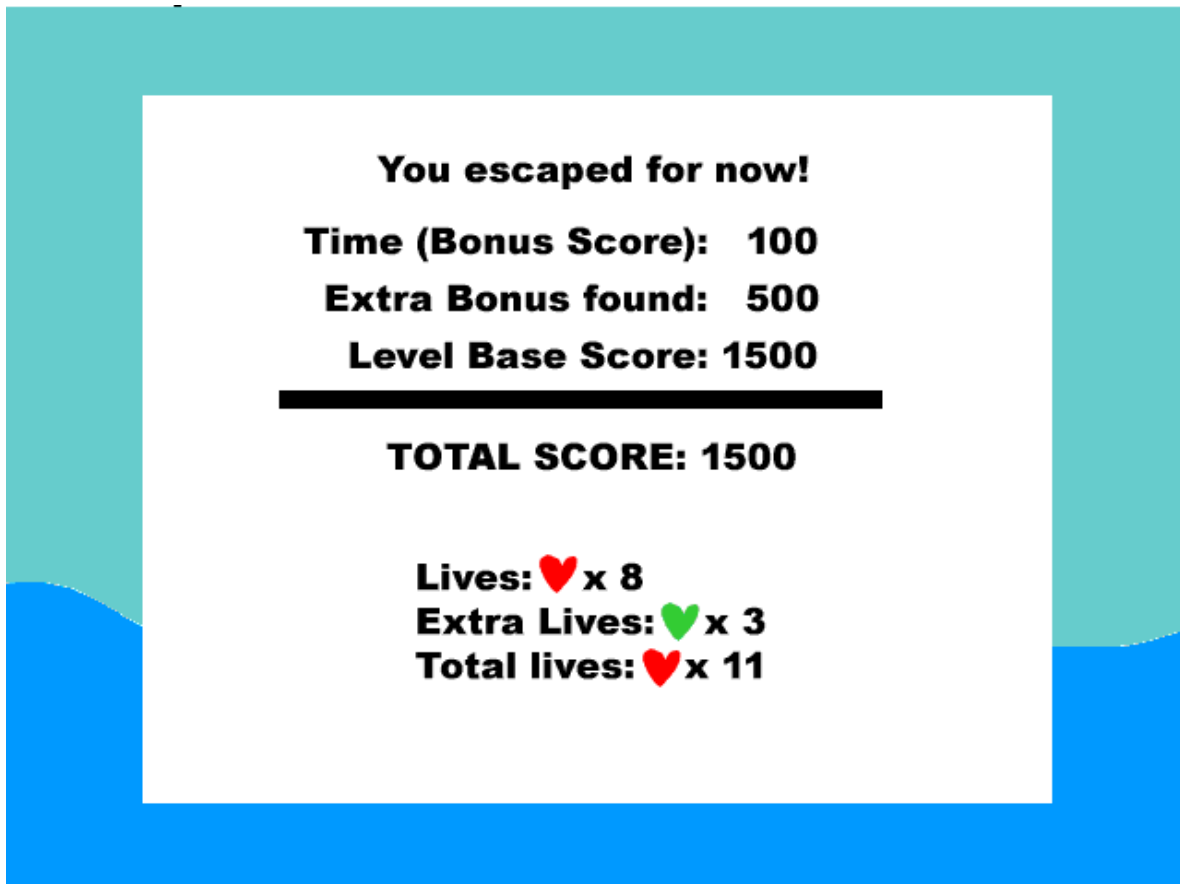 You escaped for now!
Time (Bonus Score): 100
Extra Bonus found: 500
Level Base Score: 1500
TOTAL SCORE: 1500
Lives: x 8
Extra Lives: x 3
Total lives: x 11